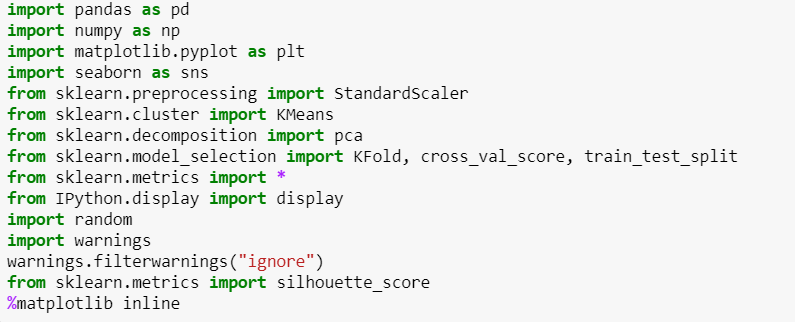 import pandas as pd
import numpy as np
import matplotlib.pyplot as plt
import seaborn as sns
from sklearn.preprocessing import StandardScaler
from sklearn.cluster import KMeans
from sklearn.decomposition import pca
from sklearn.model_selection import KFold, cross_val_score, train_test_split
from sklearn.metrics import *
from IPython.display import display
import random
import warnings
warnings.filterwarnings("ignore")
from sklearn.metrics import silhouette_score
%matplotlib inline